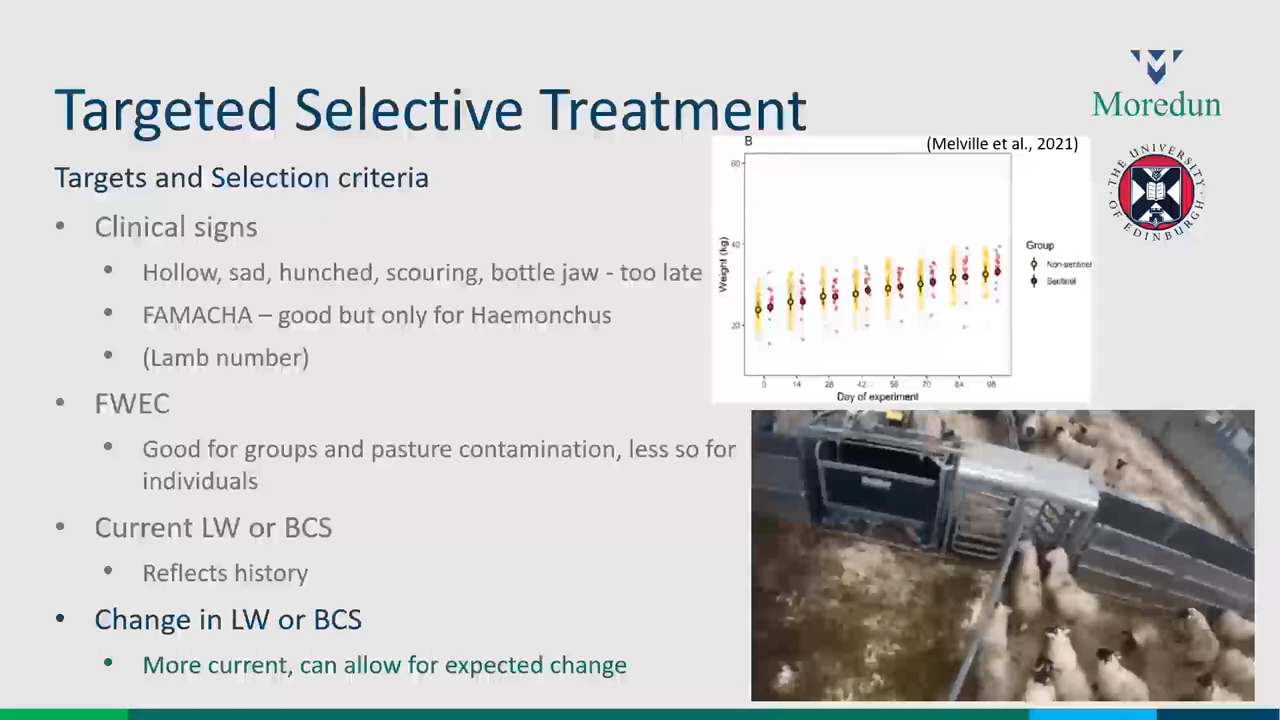 Targeted Selective Treatment
Moredun
THE UNIVERSITY OF EDINBURGH
Targets and Selection criteria
• Clinical signs
• Hollow, sad, hunched, scouring, bottle jaw - too late
• FAMACHA – good but only for Haemonchus
• (Lamb number)
• FWEC
• Good for groups and pasture contamination, less so for
individuals
• Current LW or BCS
• Reflects history
• Change in LW or BCS
• More current, can allow for expected change
B
(Melville et al., 2021)
Weight (kg)
60
40
20
0 14 28 42 56 70 84 98
Day of experiment
Group
Non-sentinel
Sentinel